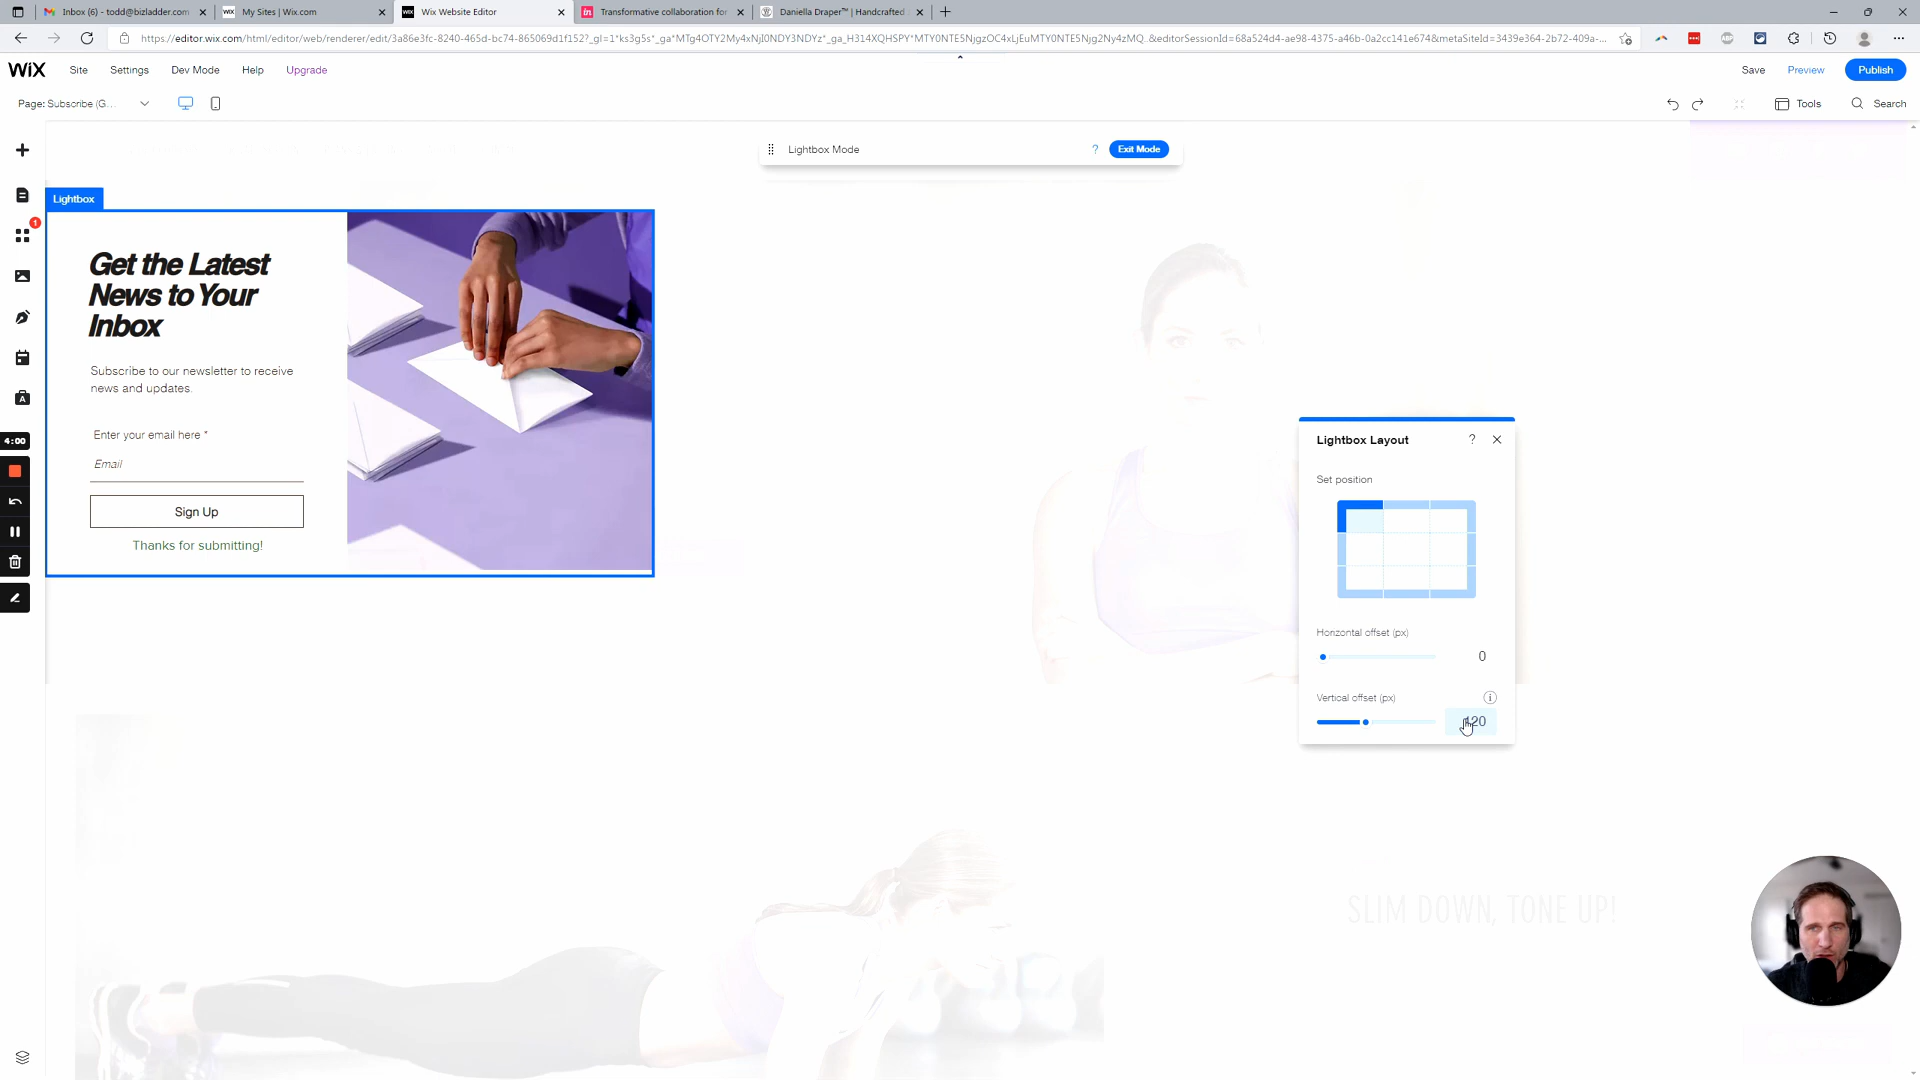 Inbox (6) - todd@bizladder.com
My Sites | Wix.com
Wix Website Editor
Transformative collaboration for
Daniella Draper™ | Handcrafted
WIX
Site
Settings
Dev Mode
Help
Upgrade
Save
Preview
Publish
Page: Subscribe (G...
Tools
Search
Lightbox Mode
?
Exit Mode
Lightbox
1
Get the Latest
News to Your
Inbox
Subscribe to our newsletter to receive
news and updates.
Enter your email here *
Email
Sign Up
Thanks for submitting!
4:00
Lightbox Layout
?
Set position
Horizontal offset (px)
0
Vertical offset (px)
120
SLIM DOWN, TONE UP!